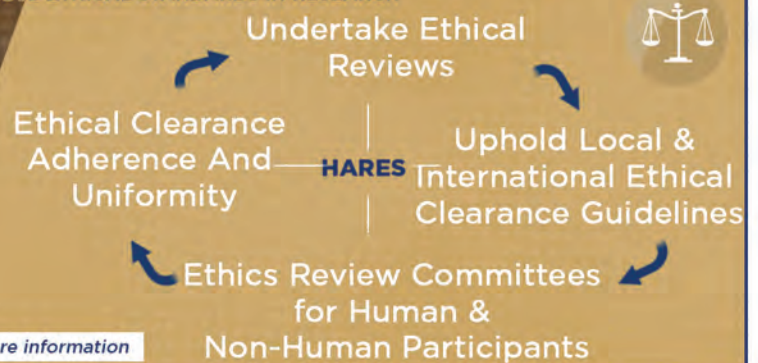 Undertake Ethical
Reviews
Ethical Clearance
Adherence And
Uniformity
HARES
Uphold Local &
International Ethical
Clearance Guidelines
Ethics Review Committees
for Human &
Non-Human Participants
information